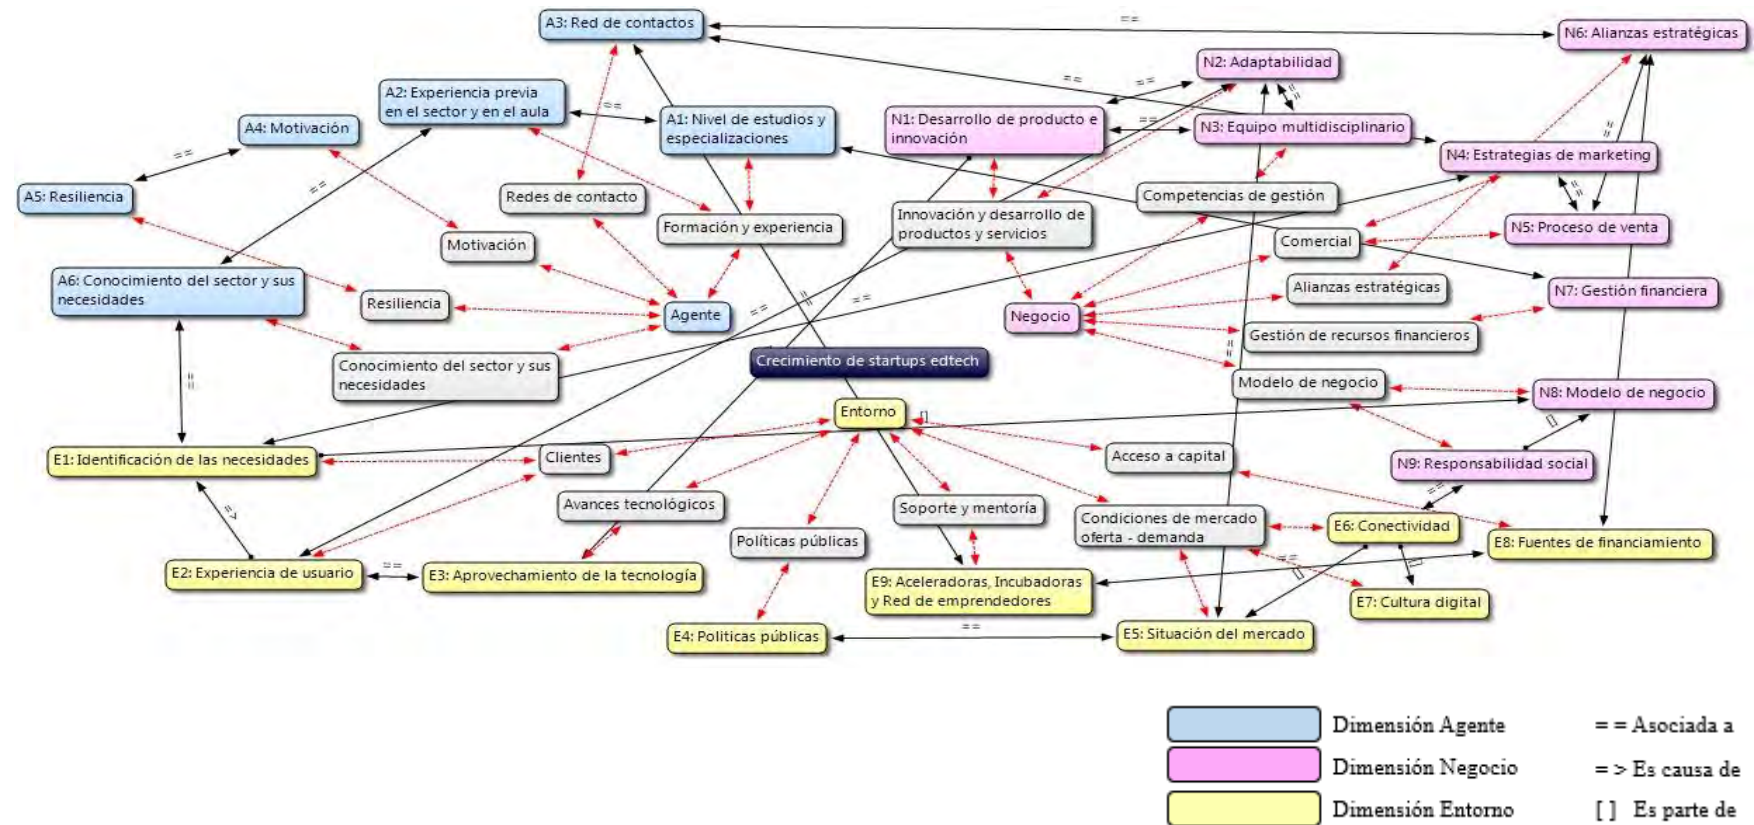 A3: Red de contactos
==
N6: Alianzas estratégicas
N2: Adaptabilidad
==
==
A2: Experiencia previa
en el sector y en el aula
==
A1: Nivel de estudios y
especializaciones
N1: Desarrollo de producto e
innovación
==
==
N3: Equipo multidisciplinario
==
A4: Motivación
==
N4: Estrategias de marketing
==
A5: Resiliencia
==
Redes de contacto
Competencias de gestión
Formación y experiencia
Innovación y desarrollo de
productos y servicios
Comercial
N5: Proceso de venta
Motivación
A6: Conocimiento del sector y sus
necesidades
Resiliencia
Alianzas estratégicas
N7: Gestión financiera
==
==
==
Agente
Negocio
Gestión de recursos financieros
==
Crecimiento de startups edtech
Conocimiento del sector y sus
necesidades
==
Modelo de negocio
N8: Modelo de negocio
Entorno
[]
[]
E1: Identificación de las necesidades
Clientes
Acceso a capital
N9: Responsabilidad social
==
=>
Avances tecnológicos
Soporte y mentoría
Condiciones de mercado
oferta - demanda
E6: Conectividad
Políticas públicas
E8: Fuentes de financiamiento
E2: Experiencia de usuario
==
E3: Aprovechamiento de la tecnología
==
[]
[]
E9: Aceleradoras, Incubadoras
y Red de emprendedores
E7: Cultura digital
E4: Politicas públicas
==
E5: Situación del mercado
Dimensión Agente
= = Asociada a
Dimensión Negocio
= > Es causa de
Dimensión Entorno
[ ] Es parte de